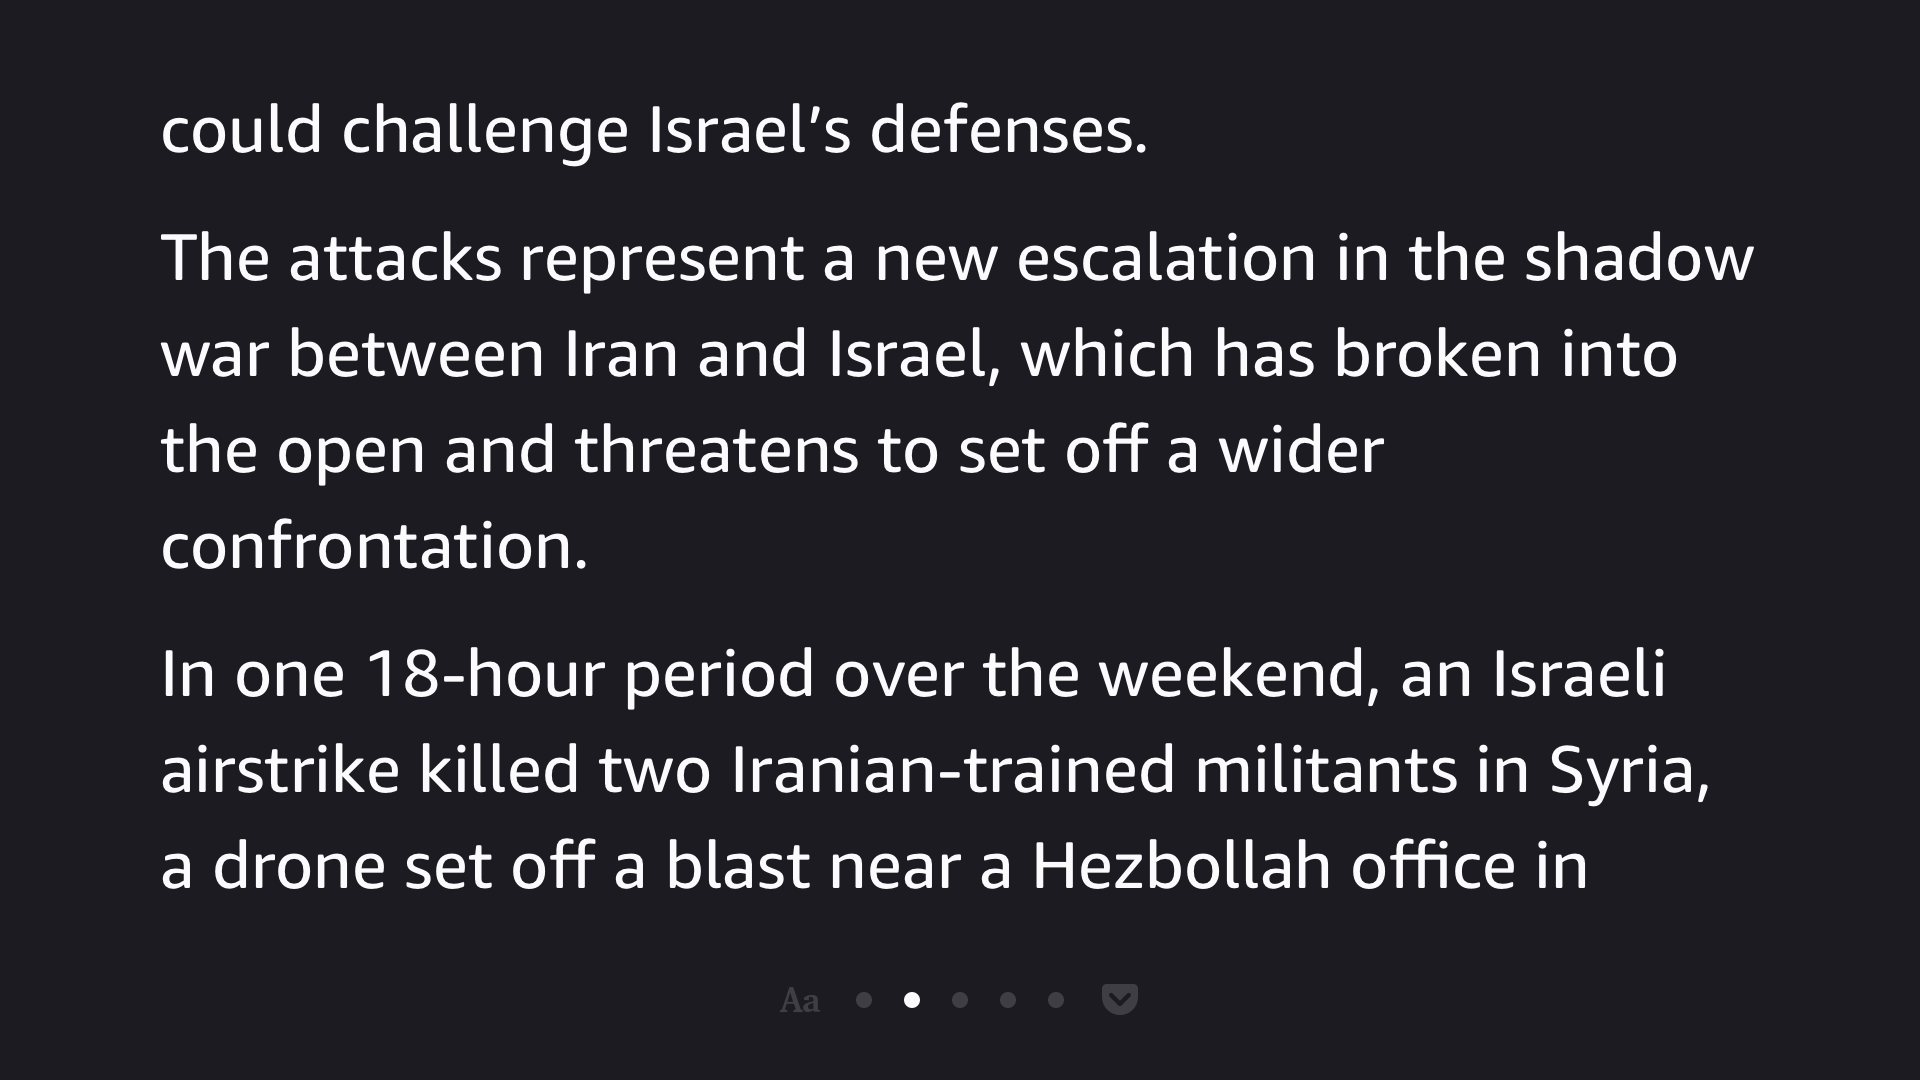 could challenge Israel’s defenses.
The attacks represent a new escalation in the shadow
war between Iran and Israel, which has broken into
the open and threatens to set off a wider
confrontation.
In one 18-hour period over the weekend, an Israeli
airstrike killed two Iranian-trained militants in Syria,
a drone set off a blast near a Hezbollah office in
Aa